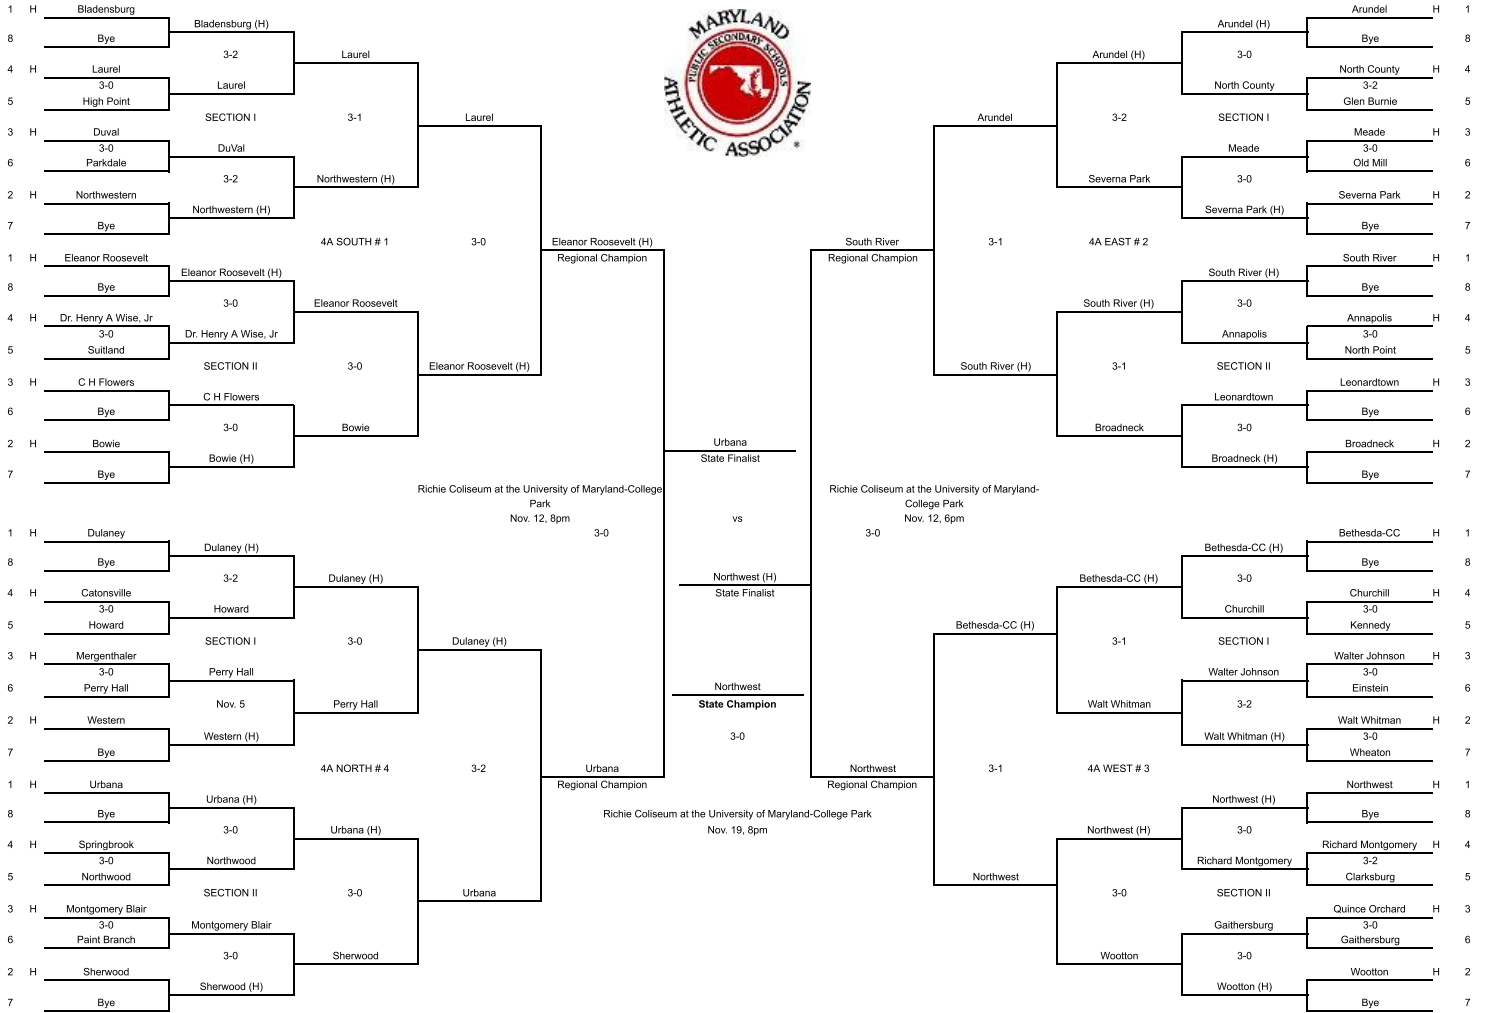 MARYLAND
PUBLIC SECONDARY SCHOOLS
ATHLETIC ASSOCIATION
®
1 H Bladensburg
Bladensburg (H)
8 Bye
3-2
Laurel
4 H Laurel
3-0
Laurel
5 High Point
SECTION I
3-1
Laurel
3 H Duval
3-0
DuVal
6 Parkdale
3-2
Northwestern (H)
2 H Northwestern
Northwestern (H)
7 Bye
4A SOUTH # 1
3-0
Eleanor Roosevelt (H)
Regional Champion
1 H Eleanor Roosevelt
Eleanor Roosevelt (H)
8 Bye
3-0
Eleanor Roosevelt
4 H Dr. Henry A Wise, Jr
3-0
Dr. Henry A Wise, Jr
5 Suitland
SECTION II
3-0
Eleanor Roosevelt (H)
3 H C H Flowers
C H Flowers
6 Bye
3-0
Bowie
2 H Bowie
Bowie (H)
7 Bye
Richie Coliseum at the University of Maryland-College
Park
Nov. 12, 8pm
3-0
1 H Dulaney
Dulaney (H)
8 Bye
3-2
Dulaney (H)
4 H Catonsville
3-0
Howard
5 Howard
SECTION I
3-0
Dulaney (H)
3 H Mergenthaler
3-0
Perry Hall
6 Perry Hall
Nov. 5
Perry Hall
2 H Western
Western (H)
7 Bye
4A NORTH # 4
3-2
Urbana
Regional Champion
1 H Urbana
Urbana (H)
8 Bye
3-0
Urbana (H)
4 H Springbrook
3-0
Northwood
5 Northwood
SECTION II
3-0
Urbana
3 H Montgomery Blair
3-0
Montgomery Blair
6 Paint Branch
3-0
Sherwood
2 H Sherwood
Sherwood (H)
7 Bye
Urbana
State Finalist
vs
Northwest (H)
State Finalist
Northwest
State Champion
3-0
Richie Coliseum at the University of Maryland-College Park
Nov. 19, 8pm
Arundel H 1
Arundel (H)
Bye 8
3-0
Arundel (H)
North County H 4
3-2
North County
Glen Burnie 5
SECTION I
3-2
Arundel
Meade H 3
3-0
Meade
Old Mill 6
3-0
Severna Park
Severna Park H 2
Severna Park (H)
Bye 7
4A EAST # 2
3-1
South River
Regional Champion
South River H 1
South River (H)
Bye 8
3-0
South River (H)
Annapolis H 4
3-0
Annapolis
North Point 5
SECTION II
3-1
South River (H)
Leonardtown H 3
Leonardtown
Bye 6
3-0
Broadneck
Broadneck H 2
Broadneck (H)
Bye 7
Richie Coliseum at the University of Maryland-
College Park
Nov. 12, 6pm
3-0
Bethesda-CC H 1
Bethesda-CC (H)
Bye 8
3-0
Bethesda-CC (H)
Churchill H 4
3-0
Churchill
Kennedy 5
SECTION I
3-1
Bethesda-CC (H)
Walter Johnson H 3
3-0
Walter Johnson
Einstein 6
3-2
Walt Whitman
Walt Whitman H 2
3-0
Walt Whitman (H)
Wheaton 7
4A WEST # 3
3-1
Northwest
Regional Champion
Northwest H 1
Northwest (H)
Bye 8
3-0
Northwest (H)
Richard Montgomery H 4
3-2
Richard Montgomery
Clarksburg 5
SECTION II
3-0
Northwest
Quince Orchard H 3
3-0
Gaithersburg
Gaithersburg 6
3-0
Wootton
Wootton H 2
Wootton (H)
Bye 7